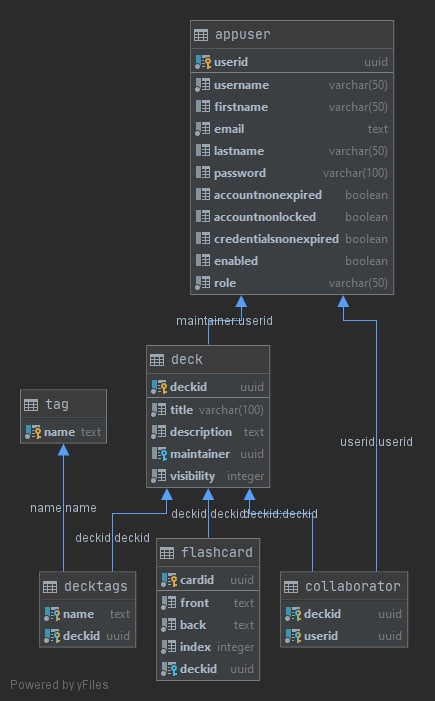 appuser
userid uuid
username varchar(50)
firstname varchar(50)
email text
lastname varchar(50)
password varchar(100)
accountnonexpired boolean
accountnonlocked boolean
credentialsnonexpired boolean
enabled boolean
role varchar(50)
maintainer:userid
deck
deckid uuid
title varchar(100)
description text
maintainer uuid
visibility integer
tag
name text
userid:userid
name:name
deckid:deckid
deckid:deckid
deckid:deckid
decktags
name text
deckid uuid
flashcard
cardid uuid
front text
back text
index integer
deckid uuid
collaborator
deckid uuid
userid uuid
Powered by yFiles